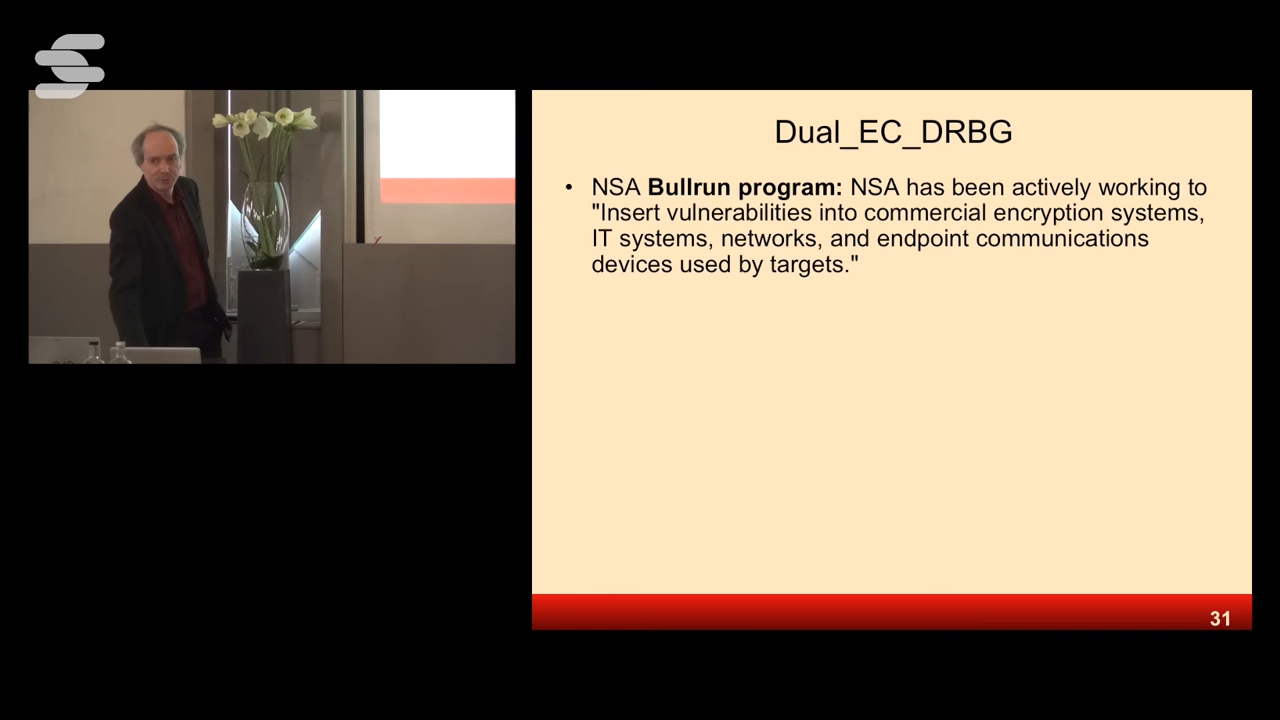 Dual_EC_DRBG
• NSA Bullrun program: NSA has been actively working to
"Insert vulnerabilities into commercial encryption systems,
IT systems, networks, and endpoint communications
devices used by targets."
31